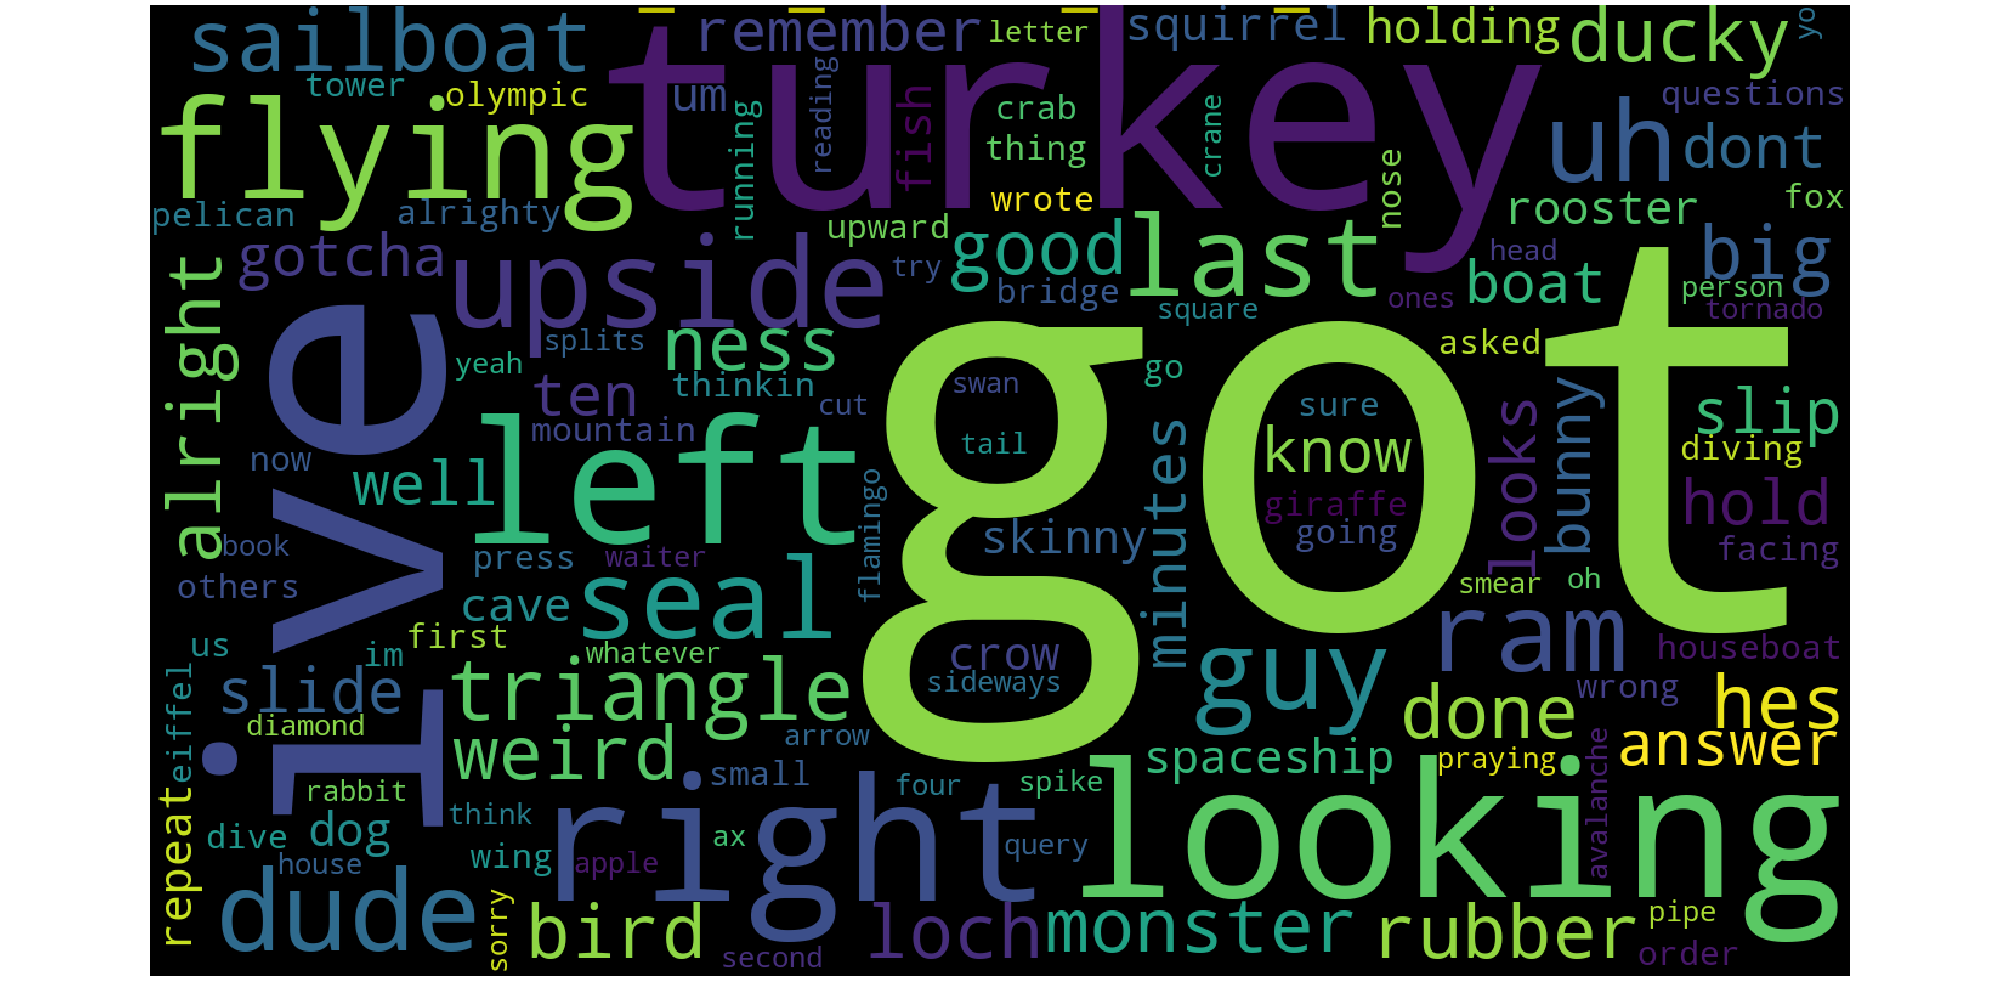 sailboat
turkey
remember
letter
squirrel
holding
ducky
yo
tower
olympic
um
reading
fish
crab
crane
questions
flying
running
thing
nose
uh
dont
pelican
alrighty
wrote
rooster
fox
gotcha
upside
upward
good
last
head
big
alright
try
bridge
ones
boat
person
i've
splits
ness
square
got
tornado
yeah
ten
thinkin
cut
swan
go
asked
mountain
tail
sure
looks
bunny
slip
now
well
left
flamingo
minutes
know
diving
giraffe
hold
book
press
waiter
skinny
going
facing
others
cave
seal
smear
oh
us
im
first
whatever
crow
guy
ram
houseboat
eiffel
slide
triangle
sideways
wrong
diamond
weird
arrow
done
hes
spaceship
praying
avalanche
answer
repeat
rabbit
small
four
spike
looking
dive
dog
think
right
ax
query
house
wing
apple
dude
sorry
bird
second
loch
monster
rubber
pipe
order